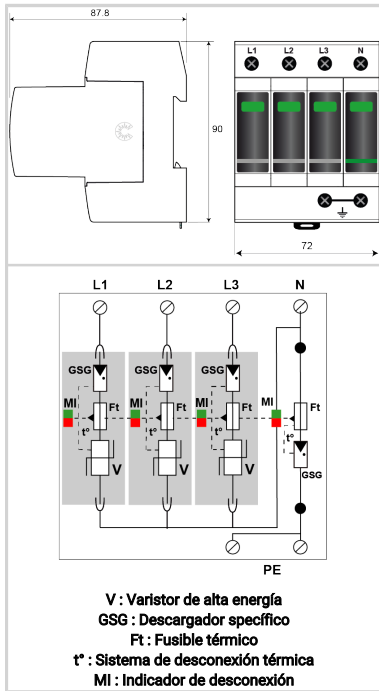 87.8
L1 L2 L3 N
90
72
L1 L2 L3 N
GSG GSG GSG
MI Ft MI Ft MI Ft MI Ft
t° t° t° t°
V V V GSG
PE
V : Varistor de alta energía
GSG : Descargador específico
Ft : Fusible térmico
t° : Sistema de desconexión térmica
MI : Indicador de desconexión